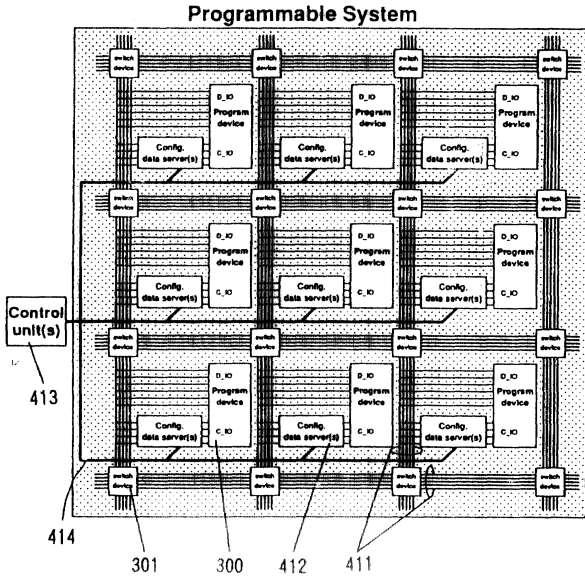 Programmable System
switch device
switch device
switch device
switch device
D_IO
Program device
C_IO
Config. data server(s)
D_IO
Program device
C_IO
Config. data server(s)
D_IO
Program device
C_IO
Config. data server(s)
switch device
switch device
switch device
switch device
D_IO
Program device
C_IO
Config. data server(s)
D_IO
Program device
C_IO
Config. data server(s)
D_IO
Program device
C_IO
Config. data server(s)
Control
unit(s)
413
switch device
switch device
switch device
switch device
D_IO
Program device
C_IO
Config. data server(s)
D_IO
Program device
C_IO
Config. data server(s)
D_IO
Program device
C_IO
Config. data server(s)
switch device
switch device
switch device
switch device
414
301
300
412
411